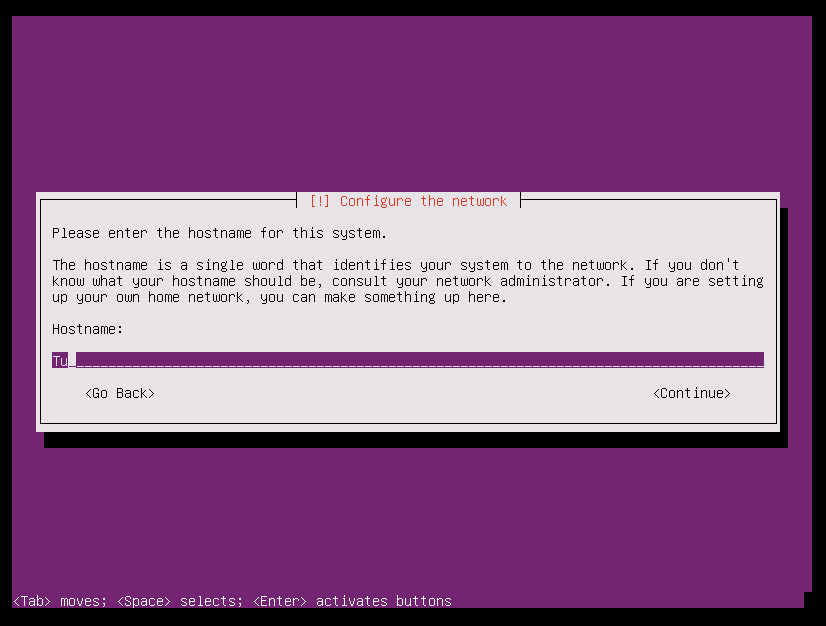 [!] Configure the network
Please enter the hostname for this system.
The hostname is a single word that identifies your system to the network. If you don't
know what your hostname should be, consult your network administrator. If you are setting
up your own home network, you can make something up here.
Hostname:
Tu
<Go Back> <Continue>
<Tab> moves; <Space> selects; <Enter> activates buttons